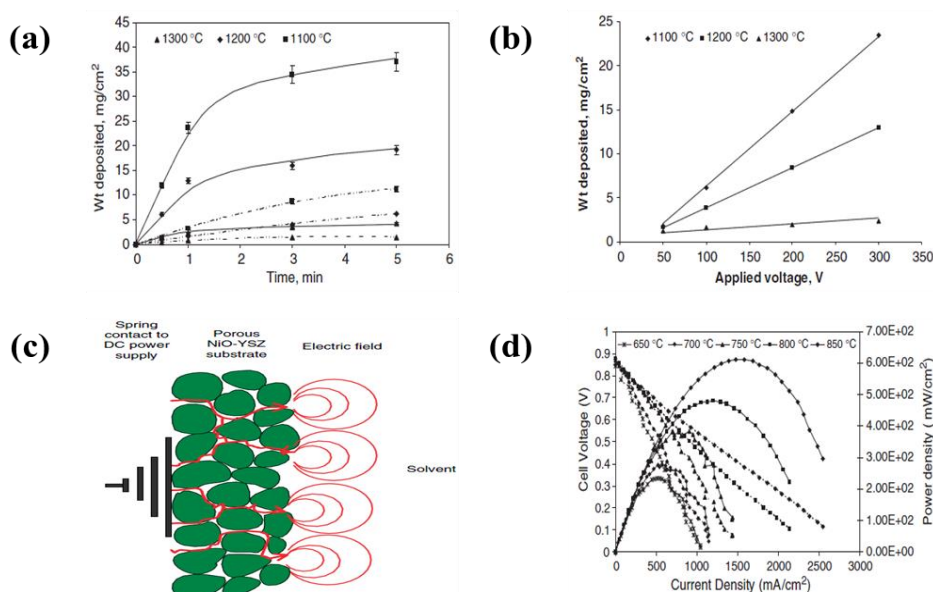 (a)
45
40
35
30
25
20
15
10
5
0
0 1 2 3 4 5 6
Wt deposited, mg/cm2
Time, min
1300 °C 1200 °C 1100 °C
(b)
25
20
15
10
5
0
0 50 100 150 200 250 300 350
Wt deposited, mg/cm2
Applied voltage, V
1100 °C 1200 °C 1300 °C
(c)
Spring
contact to
DC power
supply
Porous
NiO-YSZ
substrate
Electric field
Solvent
(d)
1
0.9
0.8
0.7
0.6
0.5
0.4
0.3
0.2
0.1
0
Cell Voltage (V)
650 °C 700 °C 750 °C 800 °C 850 °C
0 500 1000 1500 2000 2500 3000
Current Density (mA/cm2)
7.00E+02
6.00E+02
5.00E+02
4.00E+02
3.00E+02
2.00E+02
1.00E+02
0.00E+00
Power density ( mW/cm2)